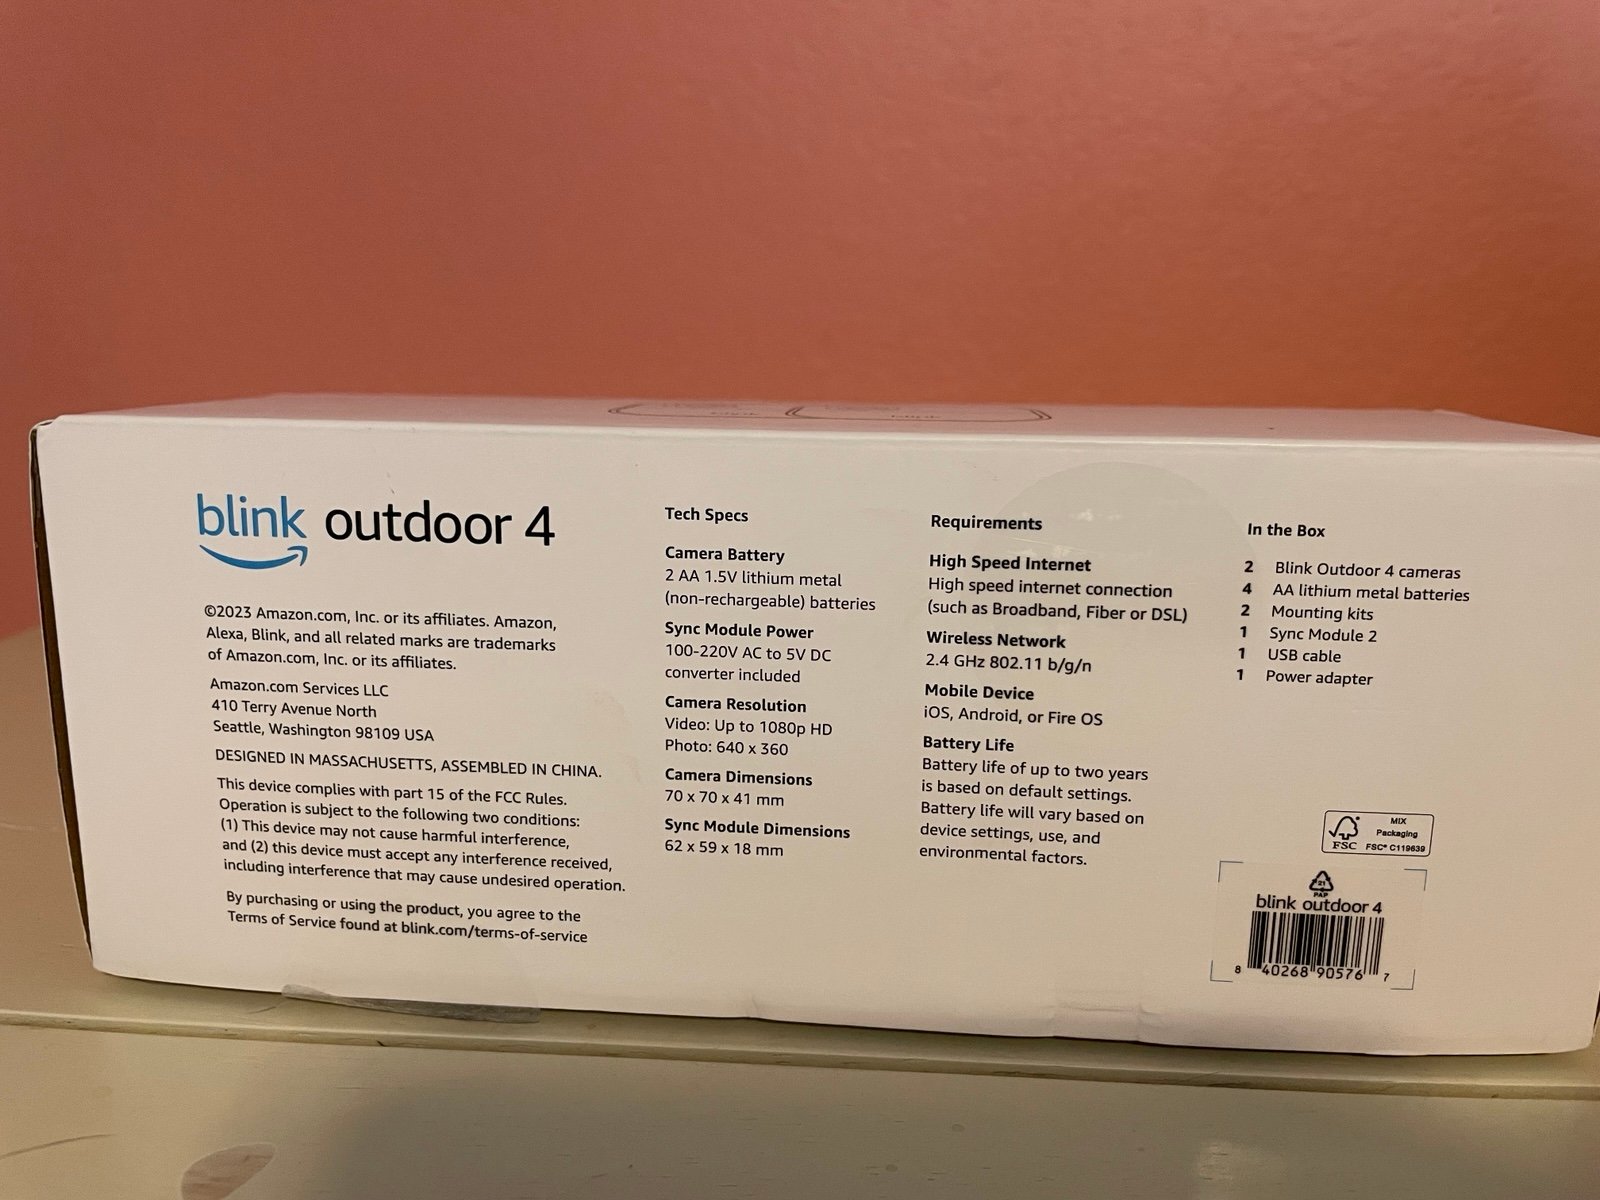 blink outdoor 4
©2023 Amazon.com, Inc. or its affiliates. Amazon,
Alexa, Blink, and all related marks are trademarks
of Amazon.com, Inc. or its affiliates.
Amazon.com Services LLC
410 Terry Avenue North
Seattle, Washington 98109 USA
DESIGNED IN MASSACHUSETTS, ASSEMBLED IN CHINA.
This device complies with part 15 of the FCC Rules.
Operation is subject to the following two conditions:
(1) This device may not cause harmful interference,
and (2) this device must accept any interference received,
including interference that may cause undesired operation.
By purchasing or using the product, you agree to the
Terms of Service found at blink.com/terms-of-service
Tech Specs
Camera Battery
2 AA 1.5V lithium metal
(non-rechargeable) batteries
Sync Module Power
100-220V AC to 5V DC
converter included
Camera Resolution
Video: Up to 1080p HD
Photo: 640 x 360
Camera Dimensions
70 x 70 x 41 mm
Sync Module Dimensions
62 x 59 x 18 mm
Requirements
High Speed Internet
High speed internet connection
(such as Broadband, Fiber or DSL)
Wireless Network
2.4 GHz 802.11 b/g/n
Mobile Device
iOS, Android, or Fire OS
Battery Life
Battery life of up to two years
is based on default settings.
Battery life will vary based on
device settings, use, and
environmental factors.
In the Box
2 Blink Outdoor 4 cameras
4 AA lithium metal batteries
2 Mounting kits
1 Sync Module 2
1 USB cable
1 Power adapter
MIX
Packaging
FSC FSC® C119639
21
PAP
blink outdoor 4
8 40268 90576 7